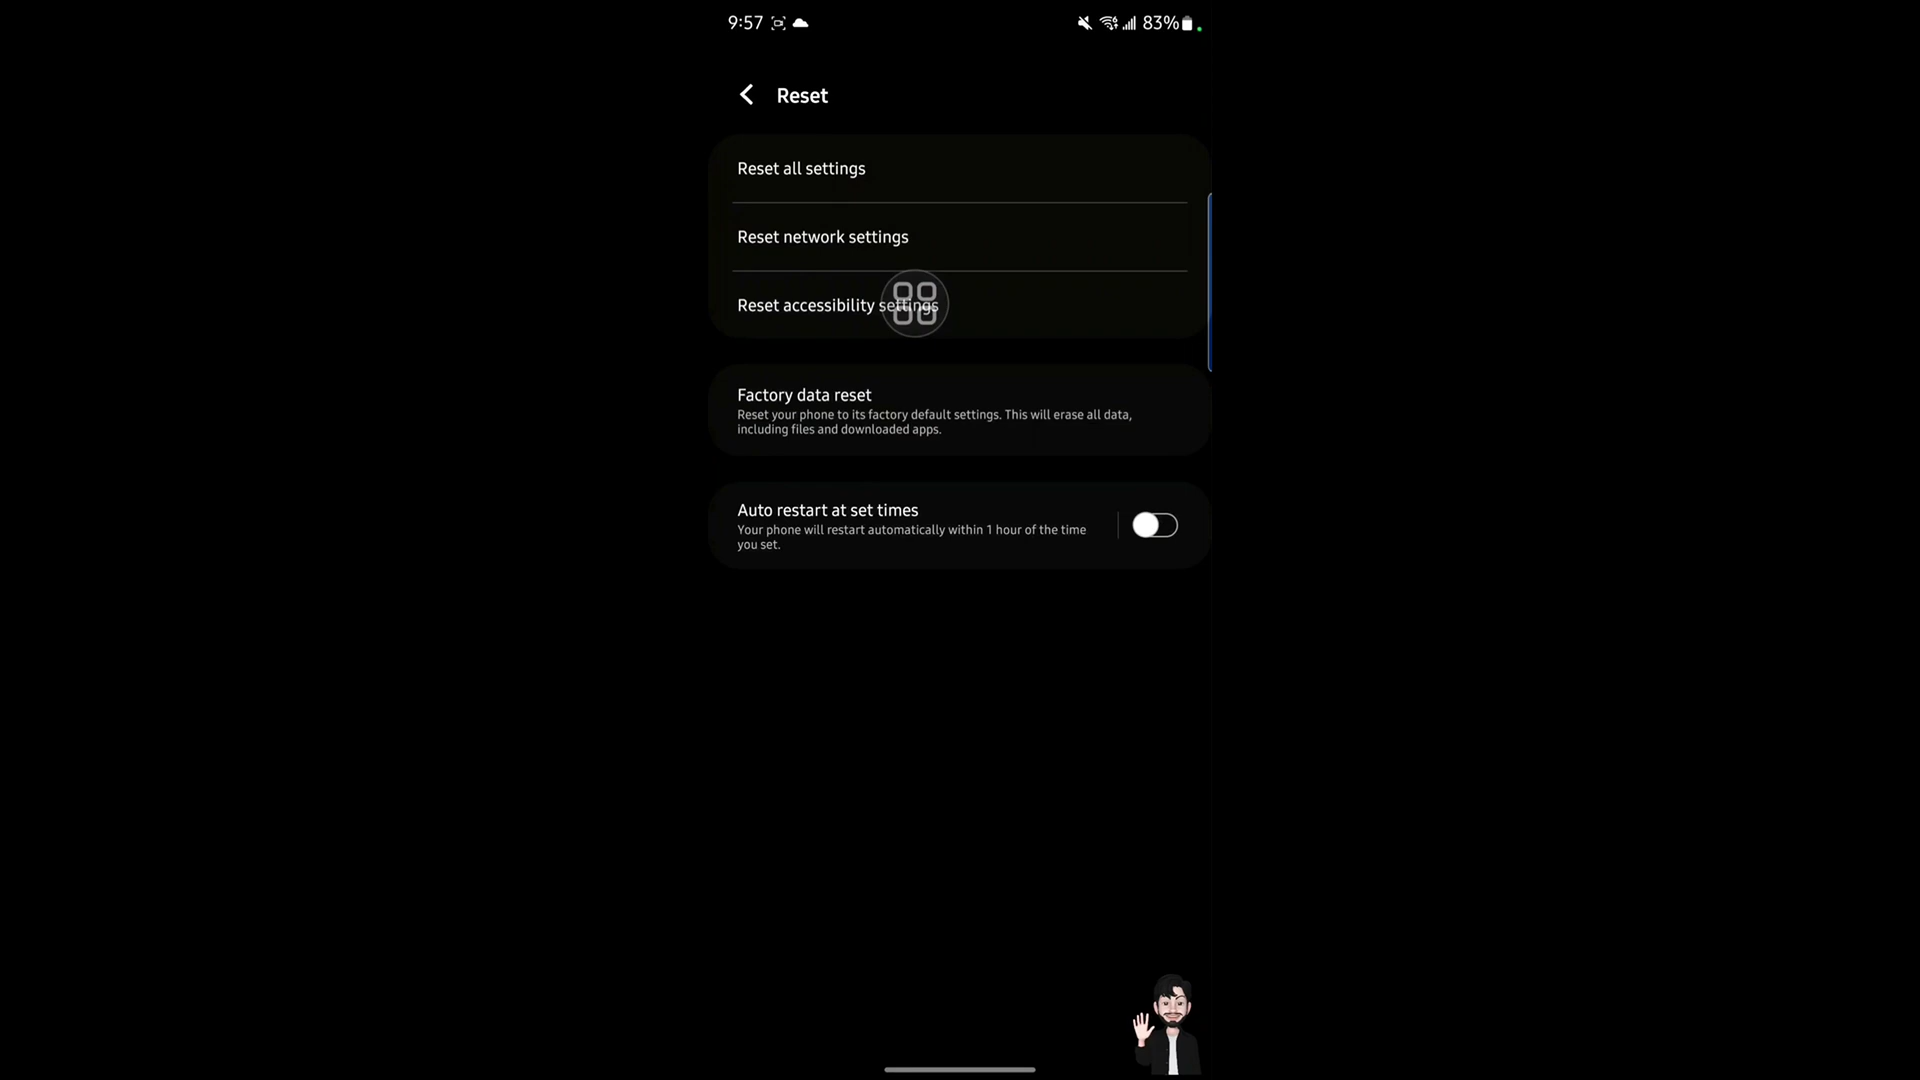 9:57
83%
Reset
Reset all settings
Reset network settings
Reset accessibility settings
Factory data reset
Reset your phone to its factory default settings. This will erase all data,
including files and downloaded apps.
Auto restart at set times
Your phone will restart automatically within 1 hour of the time
you set.